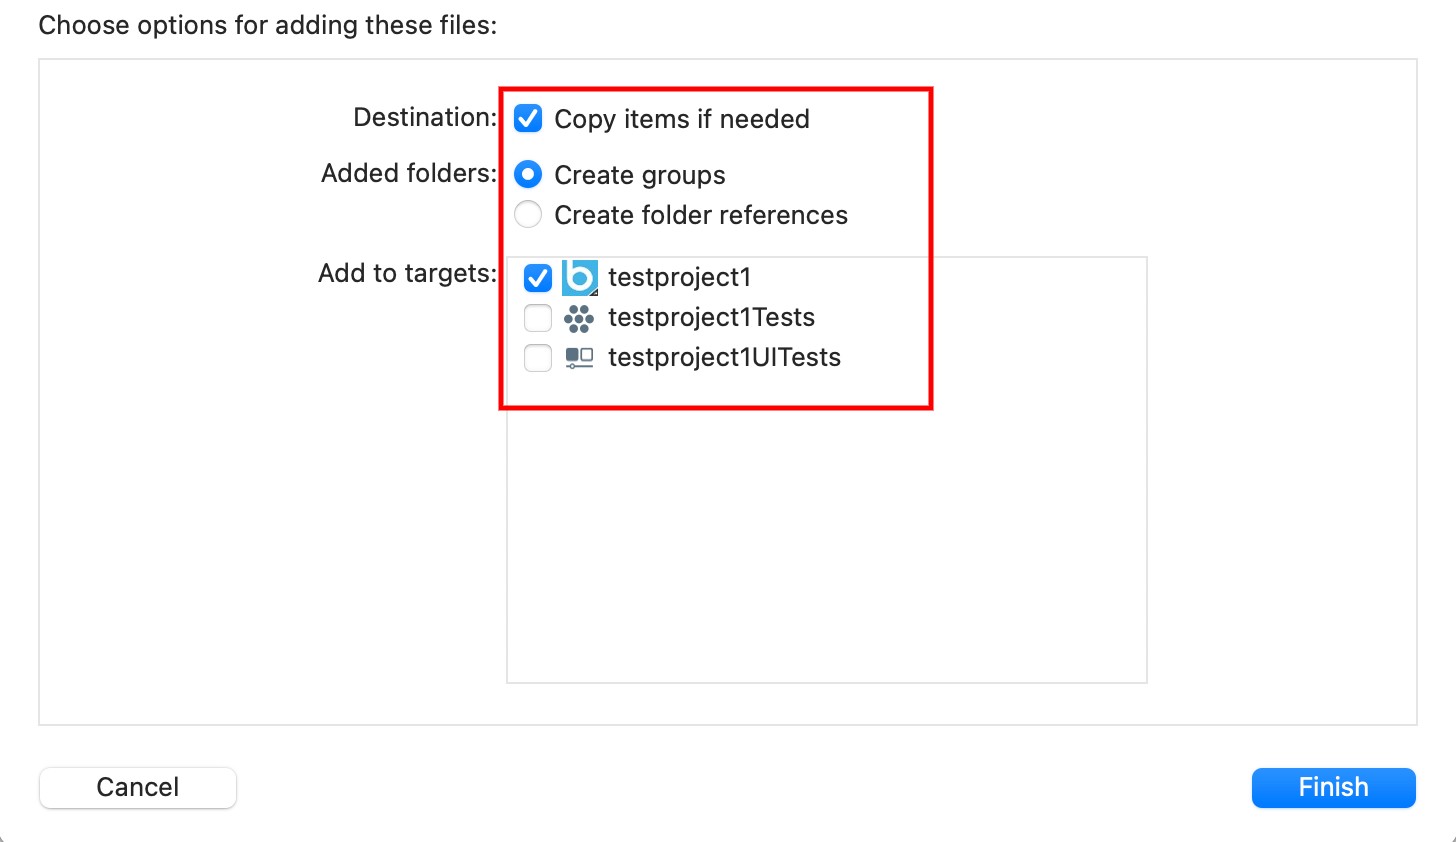 Choose options for adding these files:
Destination: Copy items if needed
Added folders: Create groups
Create folder references
Add to targets: testproject1
testproject1Tests
testproject1UITests
Cancel Finish